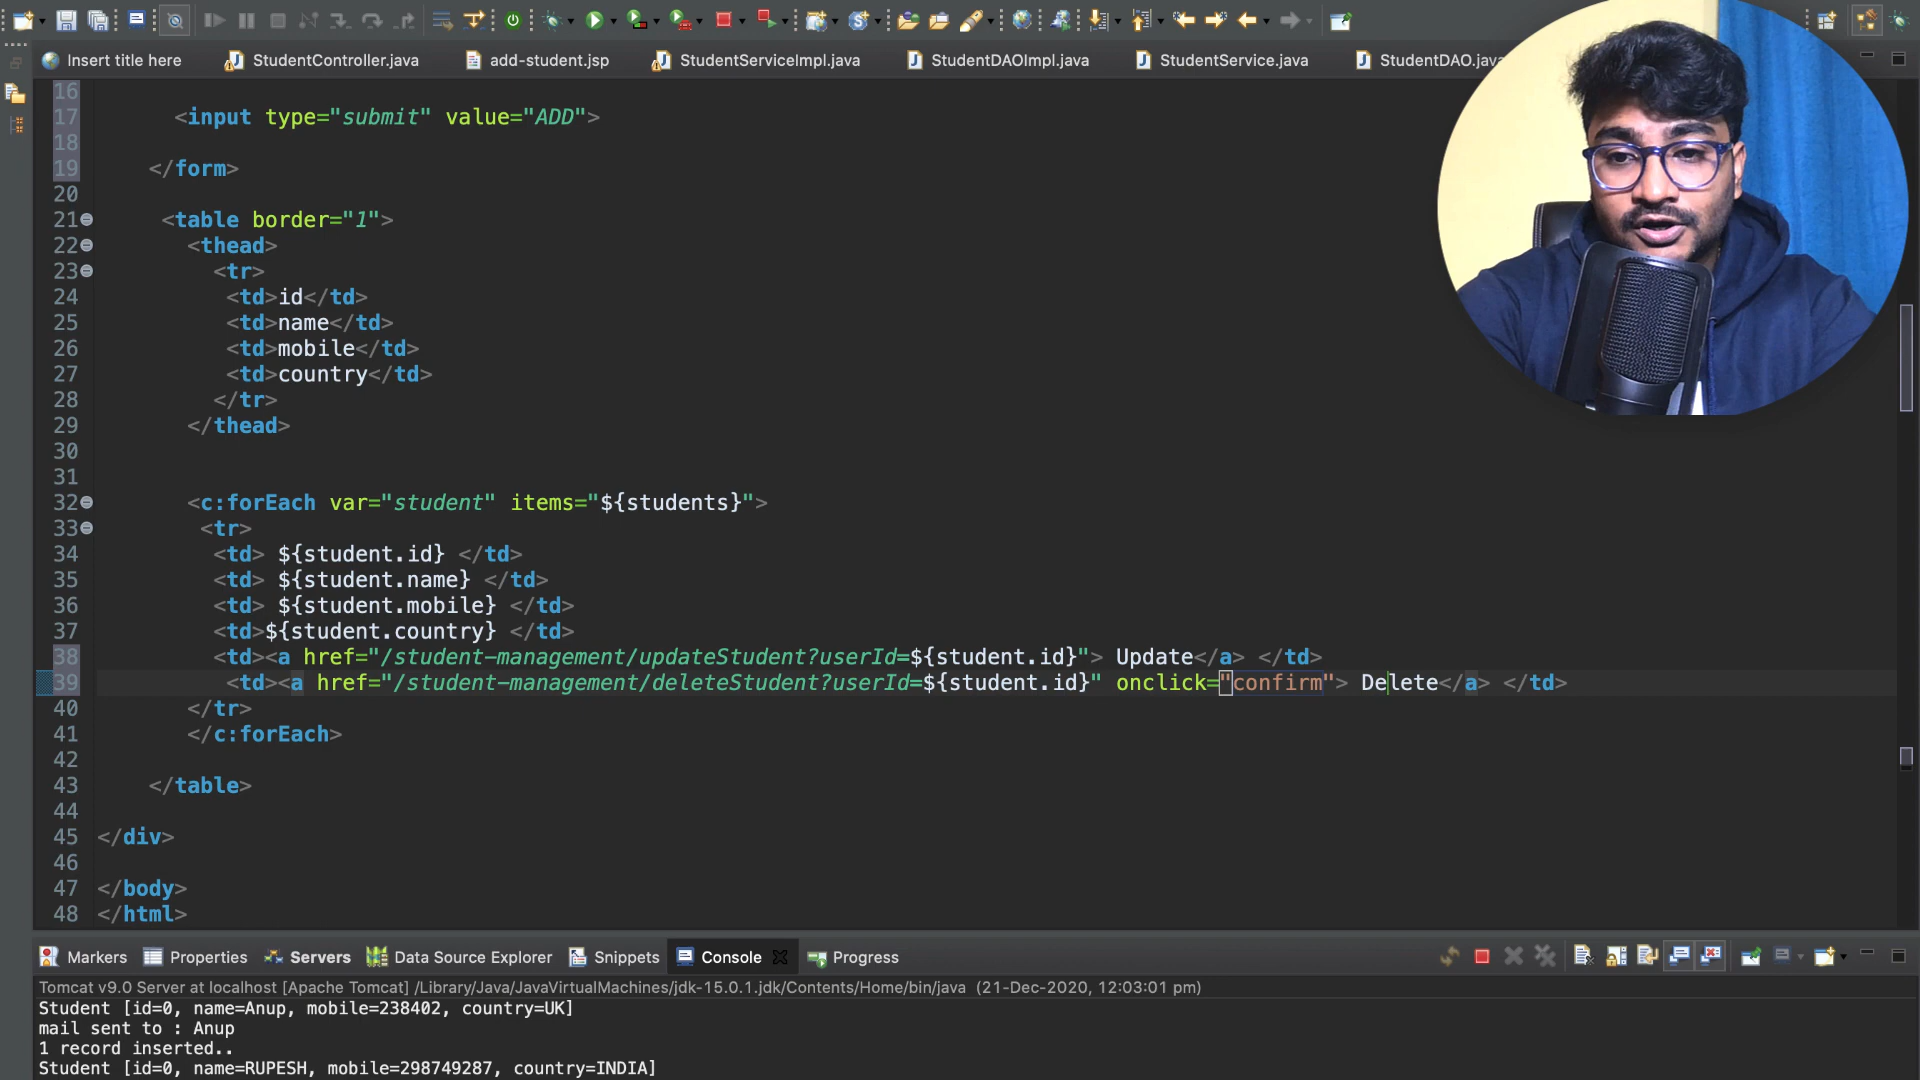 Insert title here
StudentController.java
add-student.jsp
StudentServiceImpl.java
StudentDAOImpl.java
StudentService.java
StudentDAO.java
16
17 <input type="submit" value="ADD">
18
19 </form>
20
21 <table border="1">
22 <thead>
23 <tr>
24 <td>id</td>
25 <td>name</td>
26 <td>mobile</td>
27 <td>country</td>
28 </tr>
29 </thead>
30
31
32 <c:forEach var="student" items="${students}">
33 <tr>
34 <td> ${student.id} </td>
35 <td> ${student.name} </td>
36 <td> ${student.mobile} </td>
37 <td>${student.country} </td>
38 <td><a href="/student-management/updateStudent?userId=${student.id}"> Update</a> </td>
39 <td><a href="/student-management/deleteStudent?userId=${student.id}" onclick="confirm"> Delete</a> </td>
40 </tr>
41 </c:forEach>
42
43 </table>
44
45 </div>
46
47 </body>
48 </html>
Markers Properties Servers Data Source Explorer Snippets Console Progress
Tomcat v9.0 Server at localhost [Apache Tomcat] /Library/Java/JavaVirtualMachines/jdk-15.0.1.jdk/Contents/Home/bin/java (21-Dec-2020, 12:03:01 pm)
Student [id=0, name=Anup, mobile=238402, country=UK]
mail sent to : Anup
1 record inserted..
Student [id=0, name=RUPESH, mobile=298749287, country=INDIA]